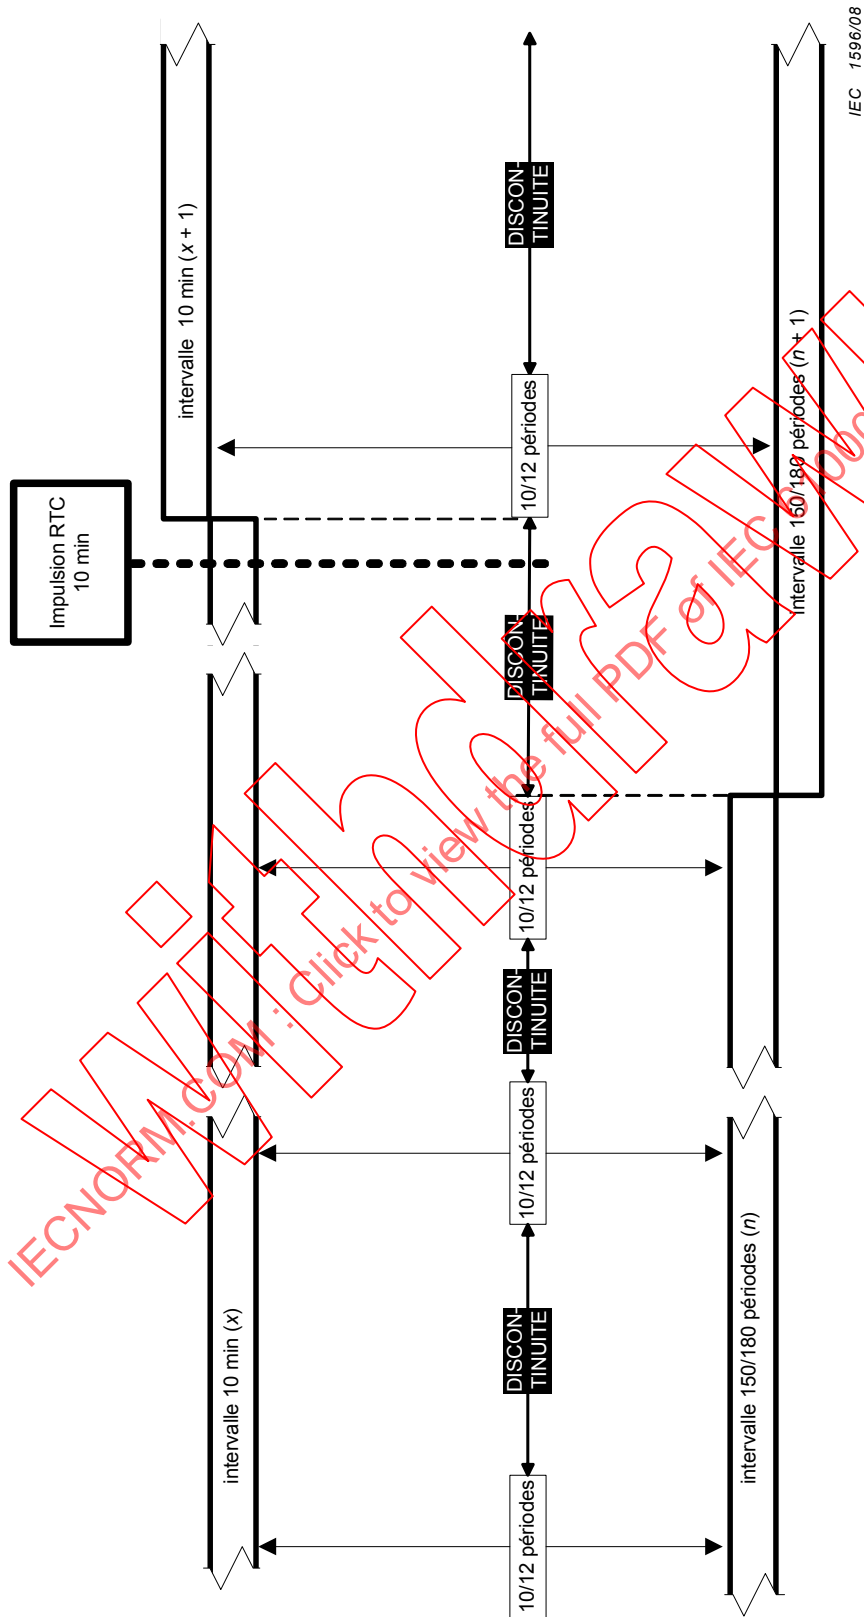 Impulsion RTC
10 min
intervalle 10 min (x)
intervalle 10 min (x + 1)
10/12 périodes
DISCON-
TINUITE
10/12 périodes
DISCON-
TINUITE
10/12 périodes
DISCON-
TINUITE
10/12 périodes
DISCON-
TINUITE
intervalle 150/180 périodes (n)
intervalle 150/180 périodes (n + 1)
IEC 1596/08
withdraw
IECNORM.COM : Click to view the full PDF of IEC 61000